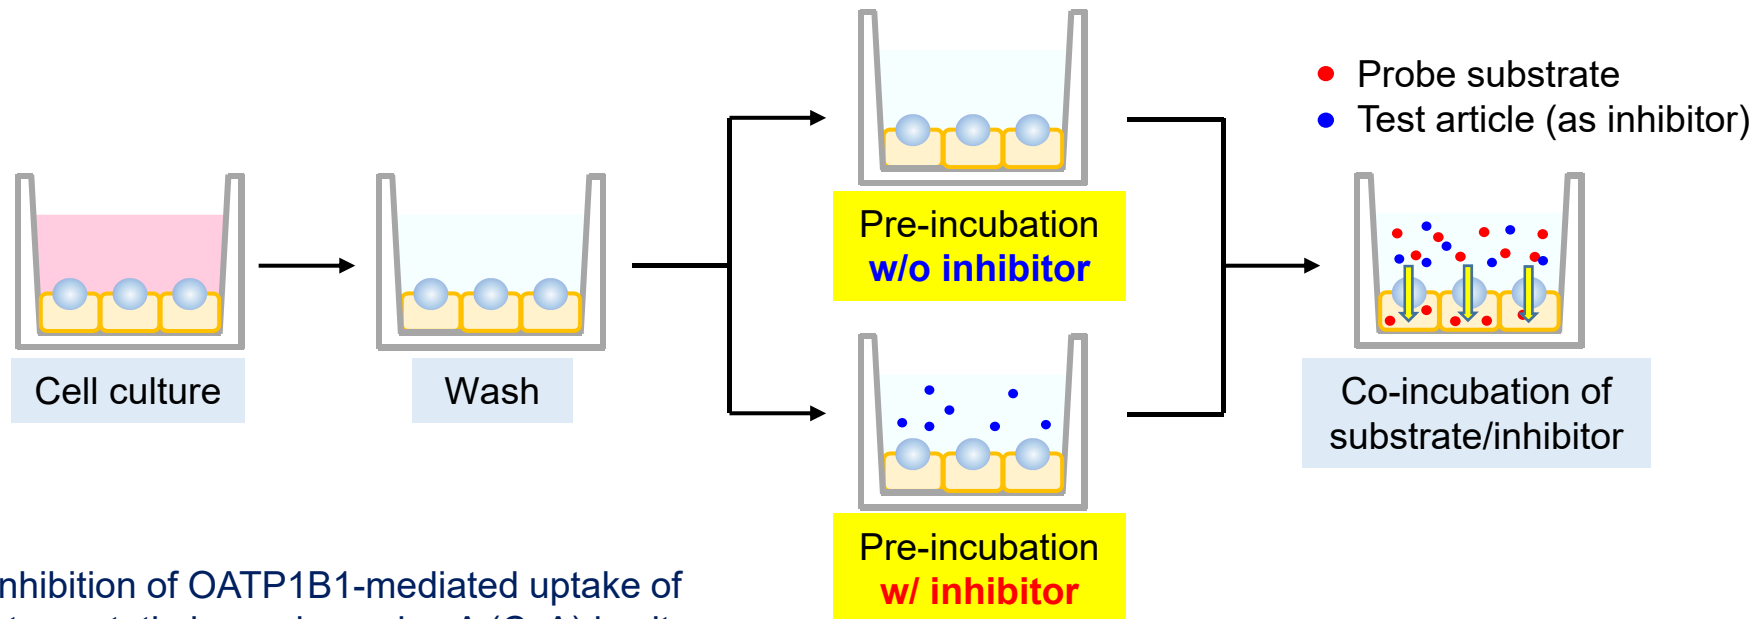 Probe substrate
Test article (as inhibitor)
Cell culture
Wash
Pre-incubation
w/o inhibitor
Pre-incubation
w/ inhibitor
Co-incubation of
substrate/inhibitor
nhibition of OATP1B1-mediated uptake of